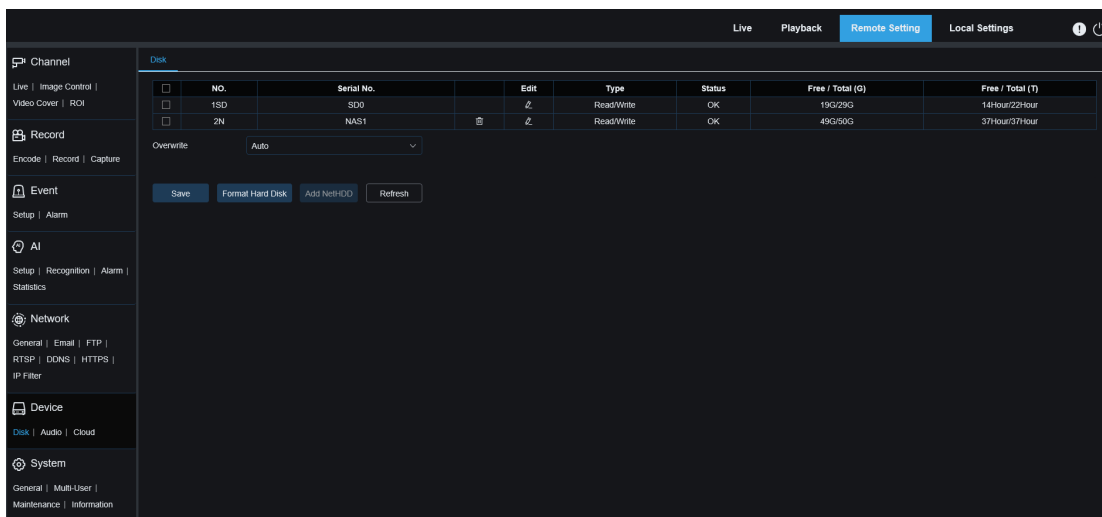 Live Playback Remote Setting Local Settings
Channel
Live | Image Control |
Video Cover | ROI
Record
Encode | Record | Capture
Event
Setup | Alarm
AI
Setup | Recognition | Alarm |
Statistics
Network
General | Email | FTP |
RTSP | DDNS | HTTPS |
IP Filter
Device
Disk | Audio | Cloud
System
General | Multi-User |
Maintenance | Information
Disk
NO. Serial No. Edit Type Status Free / Total (G) Free / Total (T)
1SD SD0 Read/Write OK 19G/29G 14Hour/22Hour
2N NAS1 Read/Write OK 49G/50G 37Hour/37Hour
Overwrite Auto
Save Format Hard Disk Add NetHDD Refresh